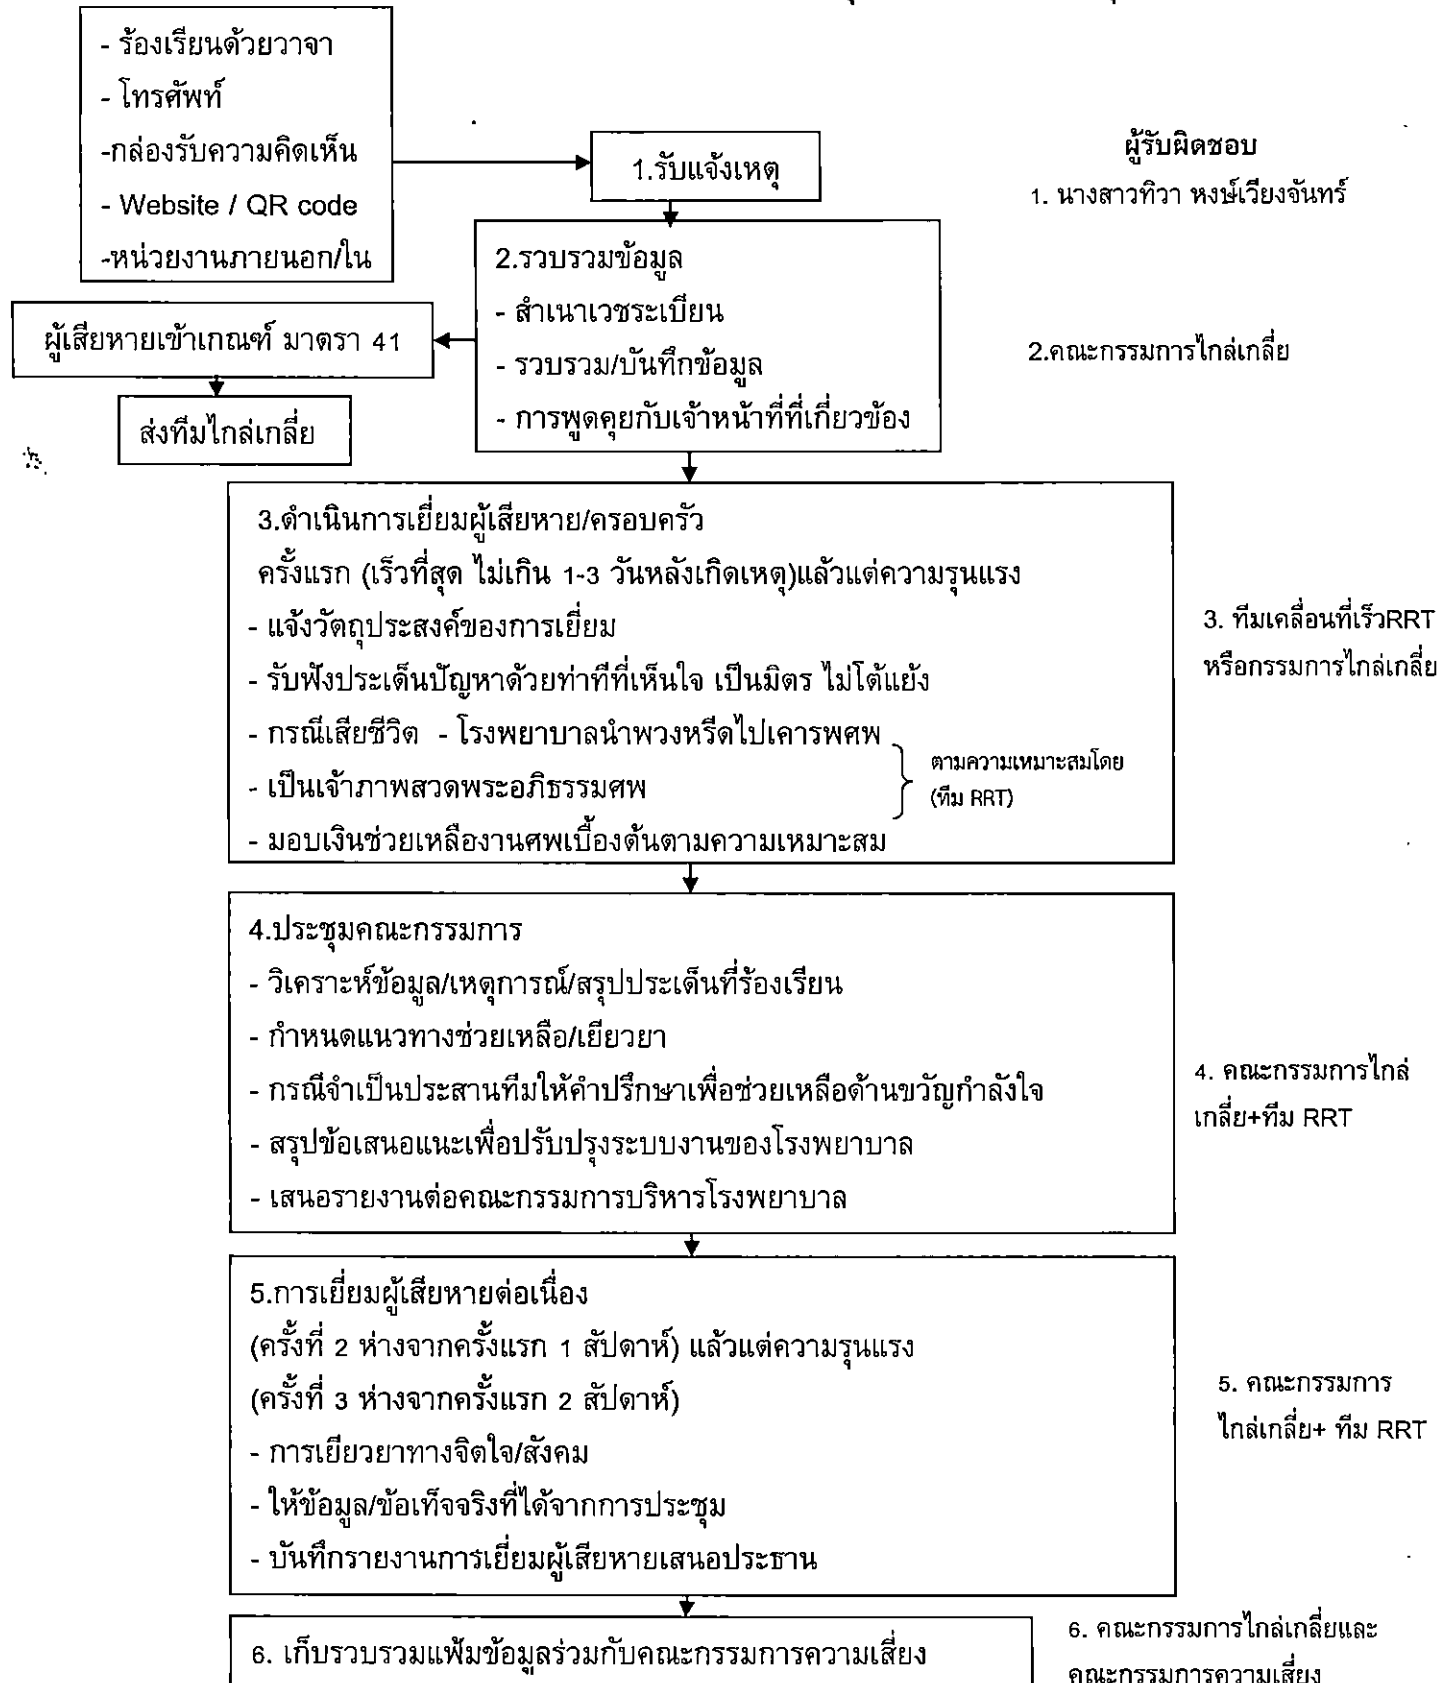 - ร้องเรียนด้วยวาจา
- โทรศัพท์
-กล่องรับความคิดเห็น
- Website / QR code
-หน่วยงานภายนอก/ใน
1.รับแจ้งเหตุ
ผู้รับผิดชอบ
1. นางสาวทิวา หงษ์เวียงจันทร์
2.รวบรวมข้อมูล
- สำเนาเวชระเบียน
- รวบรวม/บันทึกข้อมูล
- การพูดคุยกับเจ้าหน้าที่ที่เกี่ยวข้อง
ผู้เสียหายเข้าเกณฑ์ มาตรา 41
ส่งทีมไกล่เกลี่ย
2.คณะกรรมการไกล่เกลี่ย
3.ดำเนินการเยี่ยมผู้เสียหาย/ครอบครัว
ครั้งแรก (เร็วที่สุด ไม่เกิน 1-3 วันหลังเกิดเหตุ)แล้วแต่ความรุนแรง
- แจ้งวัตถุประสงค์ของการเยี่ยม
- รับฟังประเด็นปัญหาด้วยท่าทีที่เห็นใจ เป็นมิตร ไม่โต้แย้ง
- กรณีเสียชีวิต - โรงพยาบาลนำพวงหรีดไปเคารพศพ
- เป็นเจ้าภาพสวดพระอภิธรรมศพ
- มอบเงินช่วยเหลืองานศพเบื้องต้นตามความเหมาะสม
ตามความเหมาะสมโดย
(ทีม RRT)
3. ทีมเคลื่อนที่เร็วRRT
หรือกรรมการไกล่เกลี่ย
4.ประชุมคณะกรรมการ
- วิเคราะห์ข้อมูล/เหตุการณ์/สรุปประเด็นที่ร้องเรียน
- กำหนดแนวทางช่วยเหลือ/เยียวยา
- กรณีจำเป็นประสานทีมให้คำปรึกษาเพื่อช่วยเหลือด้านขวัญกำลังใจ
- สรุปข้อเสนอแนะเพื่อปรับปรุงระบบงานของโรงพยาบาล
- เสนอรายงานต่อคณะกรรมการบริหารโรงพยาบาล
4. คณะกรรมการไกล่
เกลี่ย+ทีม RRT
5.การเยี่ยมผู้เสียหายต่อเนื่อง
(ครั้งที่ 2 ห่างจากครั้งแรก 1 สัปดาห์) แล้วแต่ความรุนแรง
(ครั้งที่ 3 ห่างจากครั้งแรก 2 สัปดาห์)
- การเยียวยาทางจิตใจ/สังคม
- ให้ข้อมูล/ข้อเท็จจริงที่ได้จากการประชุม
- บันทึกรายงานการเยี่ยมผู้เสียหายเสนอประธาน
5. คณะกรรมการ
ไกล่เกลี่ย+ ทีม RRT
6. เก็บรวบรวมแฟ้มข้อมูลร่วมกับคณะกรรมการความเสี่ยง
6. คณะกรรมการไกล่เกลี่ยและ
คณะกรรมการความเสี่ยง